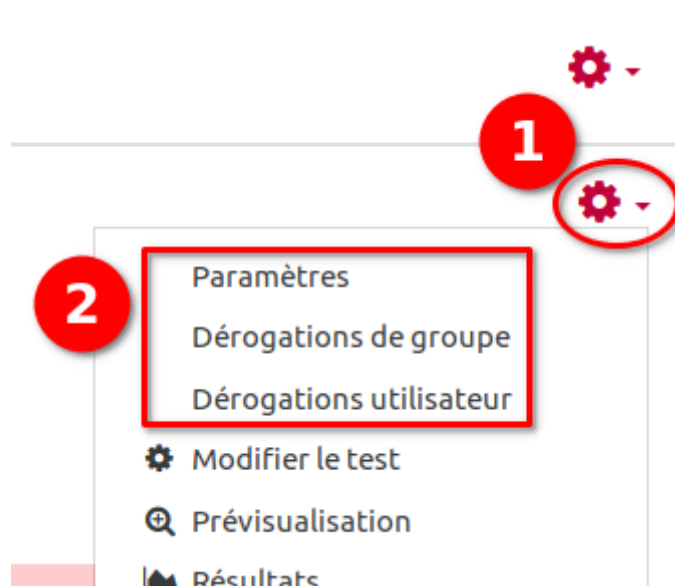 1
2
Paramètres
Dérogations de groupe
Dérogations utilisateur
Modifier le test
Prévisualisation
Résultats